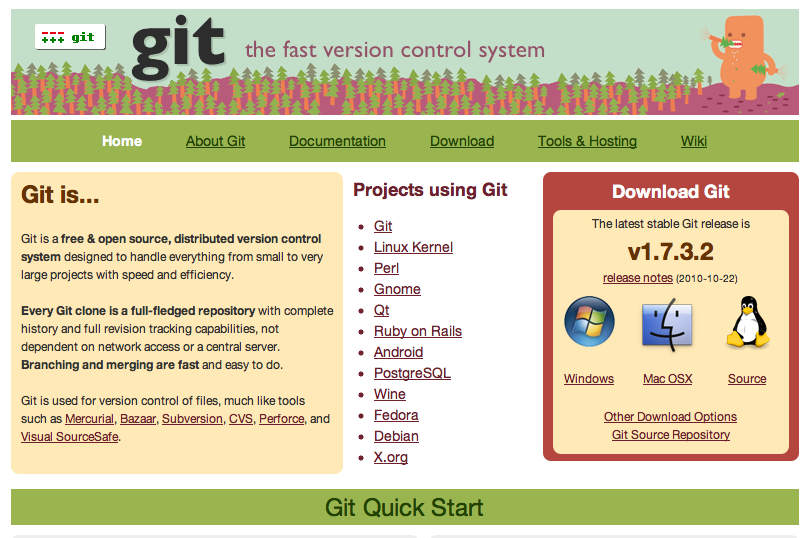 --- git
+++
git
the fast version control system
Home
About Git
Documentation
Download
Tools & Hosting
Wiki
Git is...
Git is a free & open source, distributed version control
system designed to handle everything from small to very
large projects with speed and efficiency.
Every Git clone is a full-fledged repository with complete
history and full revision tracking capabilities, not
dependent on network access or a central server.
Branching and merging are fast and easy to do.
Git is used for version control of files, much like tools
such as Mercurial, Bazaar, Subversion, CVS, Perforce, and
Visual SourceSafe.
Projects using Git
• Git
• Linux Kernel
• Perl
• Gnome
• Qt
• Ruby on Rails
• Android
• PostgreSQL
• Wine
• Fedora
• Debian
• X.org
Download Git
The latest stable Git release is
v1.7.3.2
release notes (2010-10-22)
Windows
Mac OSX
Source
Other Download Options
Git Source Repository
Git Quick Start